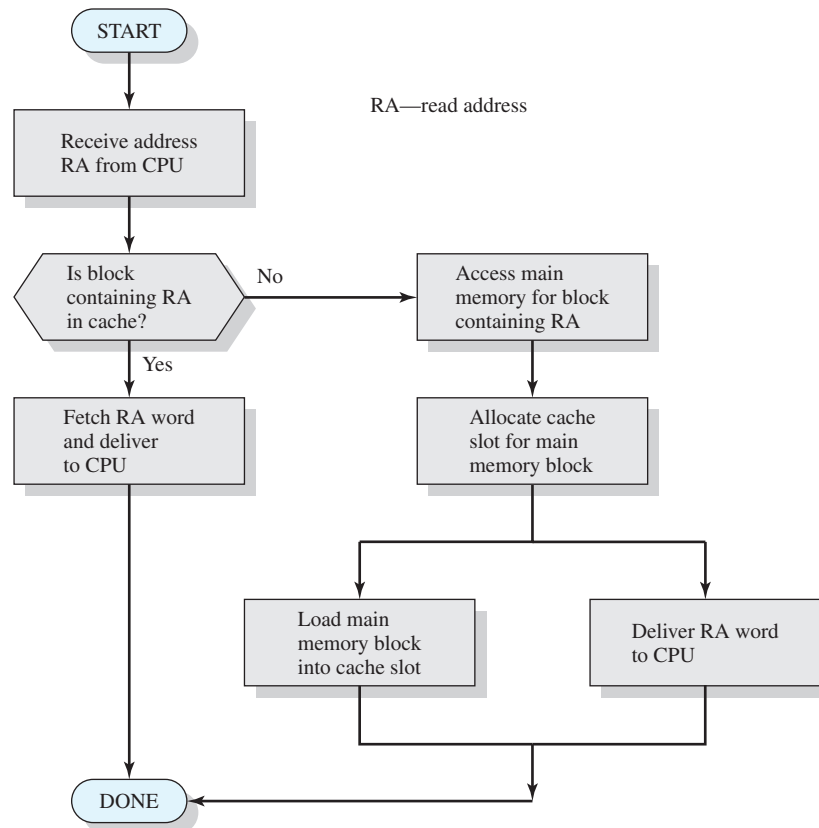 START
RA—read address
Receive address
RA from CPU
Is block
containing RA
in cache?
No
Access main
memory for block
containing RA
Yes
Fetch RA word
and deliver
to CPU
Allocate cache
slot for main
memory block
Load main
memory block
into cache slot
Deliver RA word
to CPU
DONE